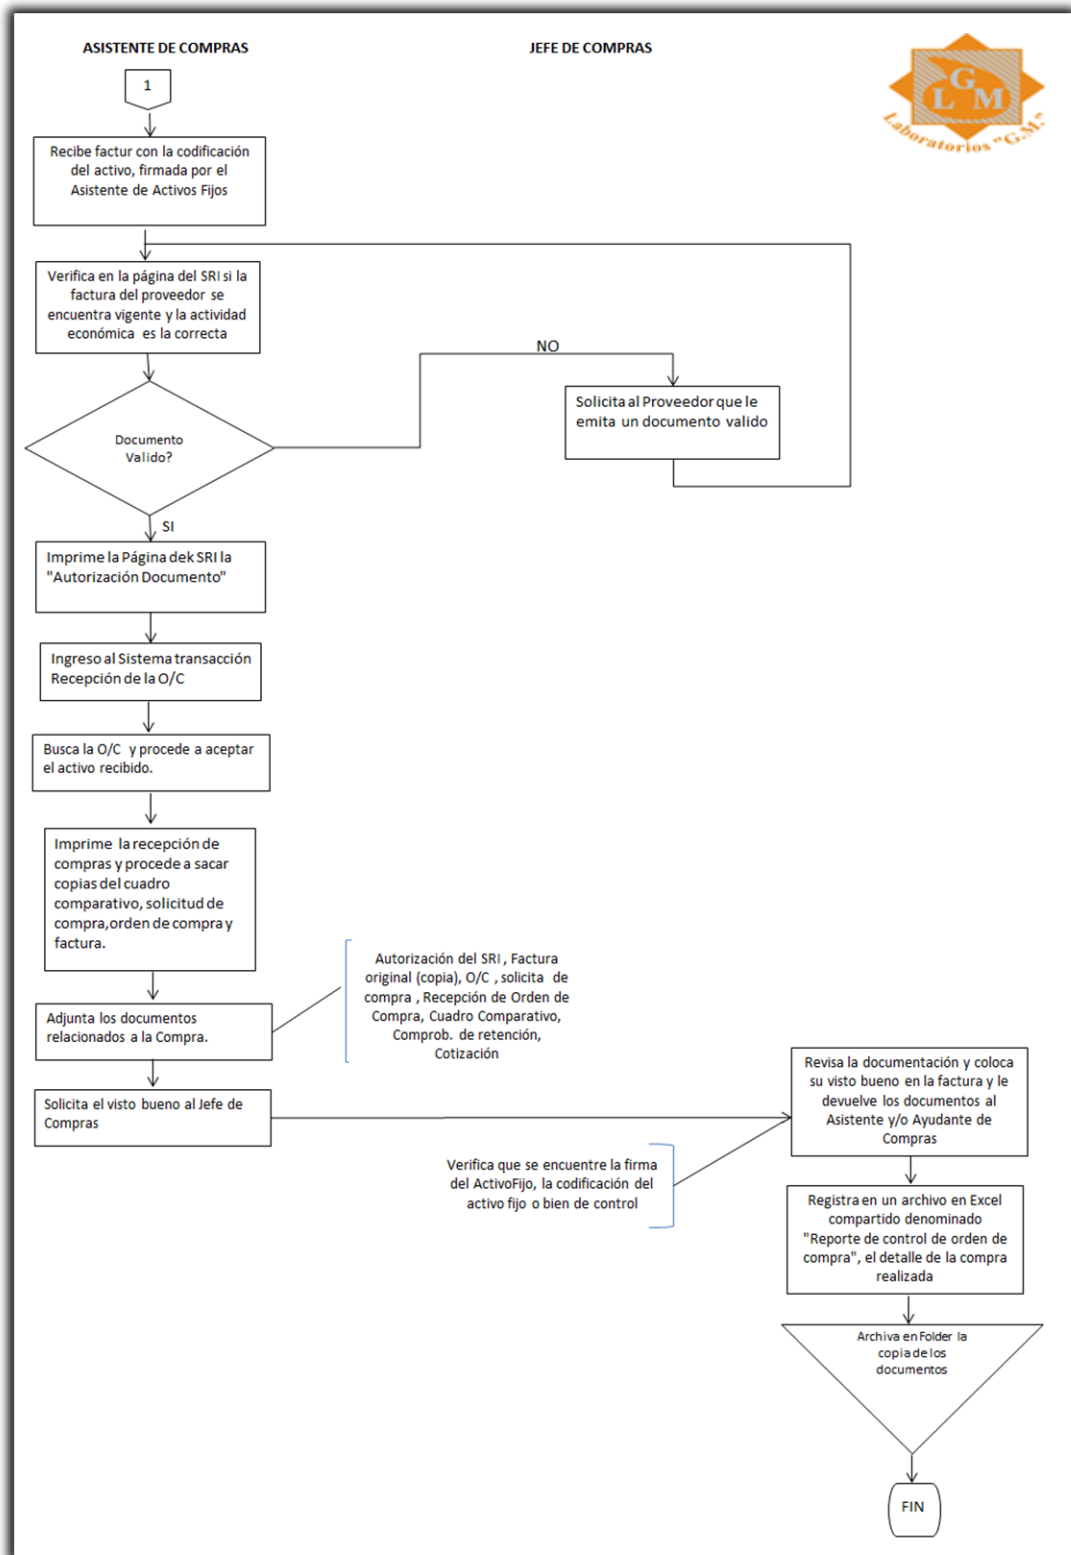 ASISTENTE DE COMPRAS
JEFE DE COMPRAS
G
L M
Laboratorios "G.M."
1
Recibe factur con la codificación
del activo, firmada por el
Asistente de Activos Fijos
Verifica en la página del SRI si la
factura del proveedor se
encuentra vigente y la actividad
económica es la correcta
NO
Solicita al Proveedor que le
emita un documento valido
Documento
Valido?
SI
Imprime la Página dek SRI la
"Autorización Documento"
Ingreso al Sistema transacción
Recepción de la O/C
Busca la O/C y procede a aceptar
el activo recibido.
Imprime la recepción de
compras y procede a sacar
copias del cuadro
comparativo, solicitud de
compra,orden de compra y
factura.
Autorización del SRI , Factura
original (copia), O/C , solicita de
compra , Recepción de Orden de
Compra, Cuadro Comparativo,
Comprob. de retención,
Cotización
Adjunta los documentos
relacionados a la Compra.
Solicita el visto bueno al Jefe de
Compras
Revisa la documentación y coloca
su visto bueno en la factura y le
devuelve los documentos al
Asistente y/o Ayudante de
Compras
Verifica que se encuentre la firma
del ActivoFijo, la codificación del
activo fijo o bien de control
Registra en un archivo en Excel
compartido denominado
"Reporte de control de orden de
compra", el detalle de la compra
realizada
Archiva en Folder la
copia de los
documentos
FIN